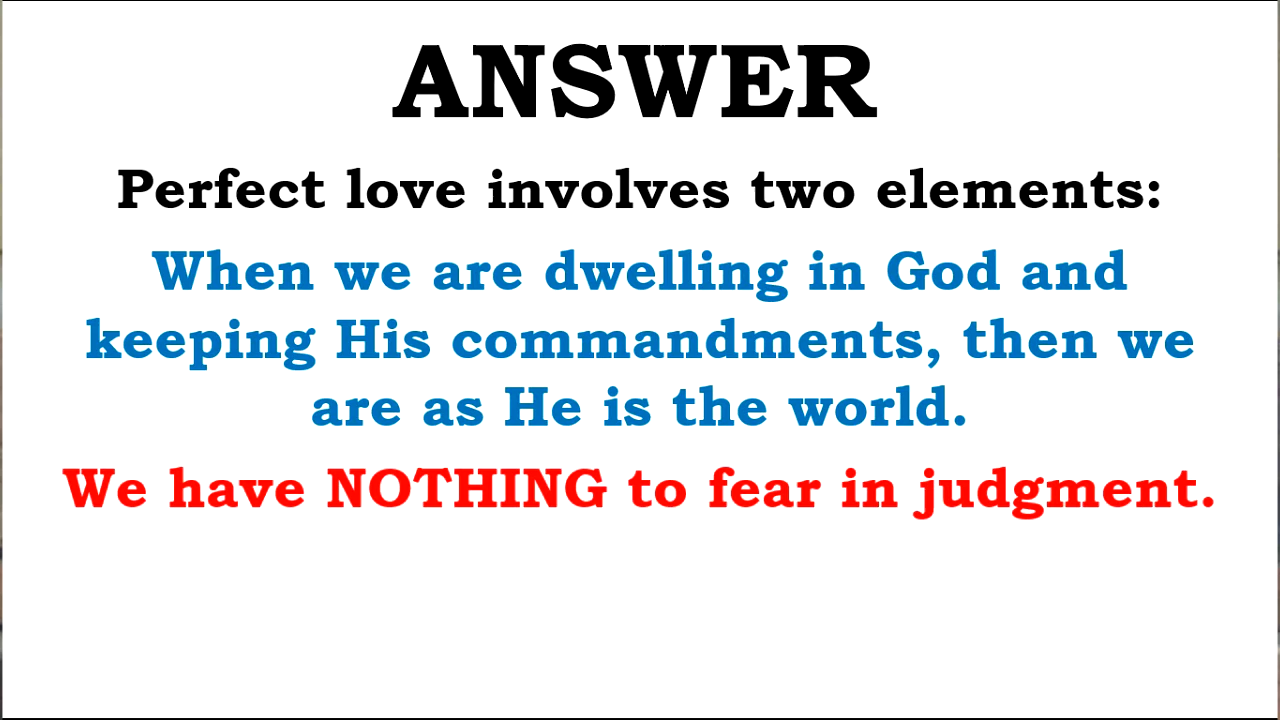 ANSWER
Perfect love involves two elements:
When we are dwelling in God and
keeping His commandments, then we
are as He is the world.
We have NOTHING to fear in judgment.